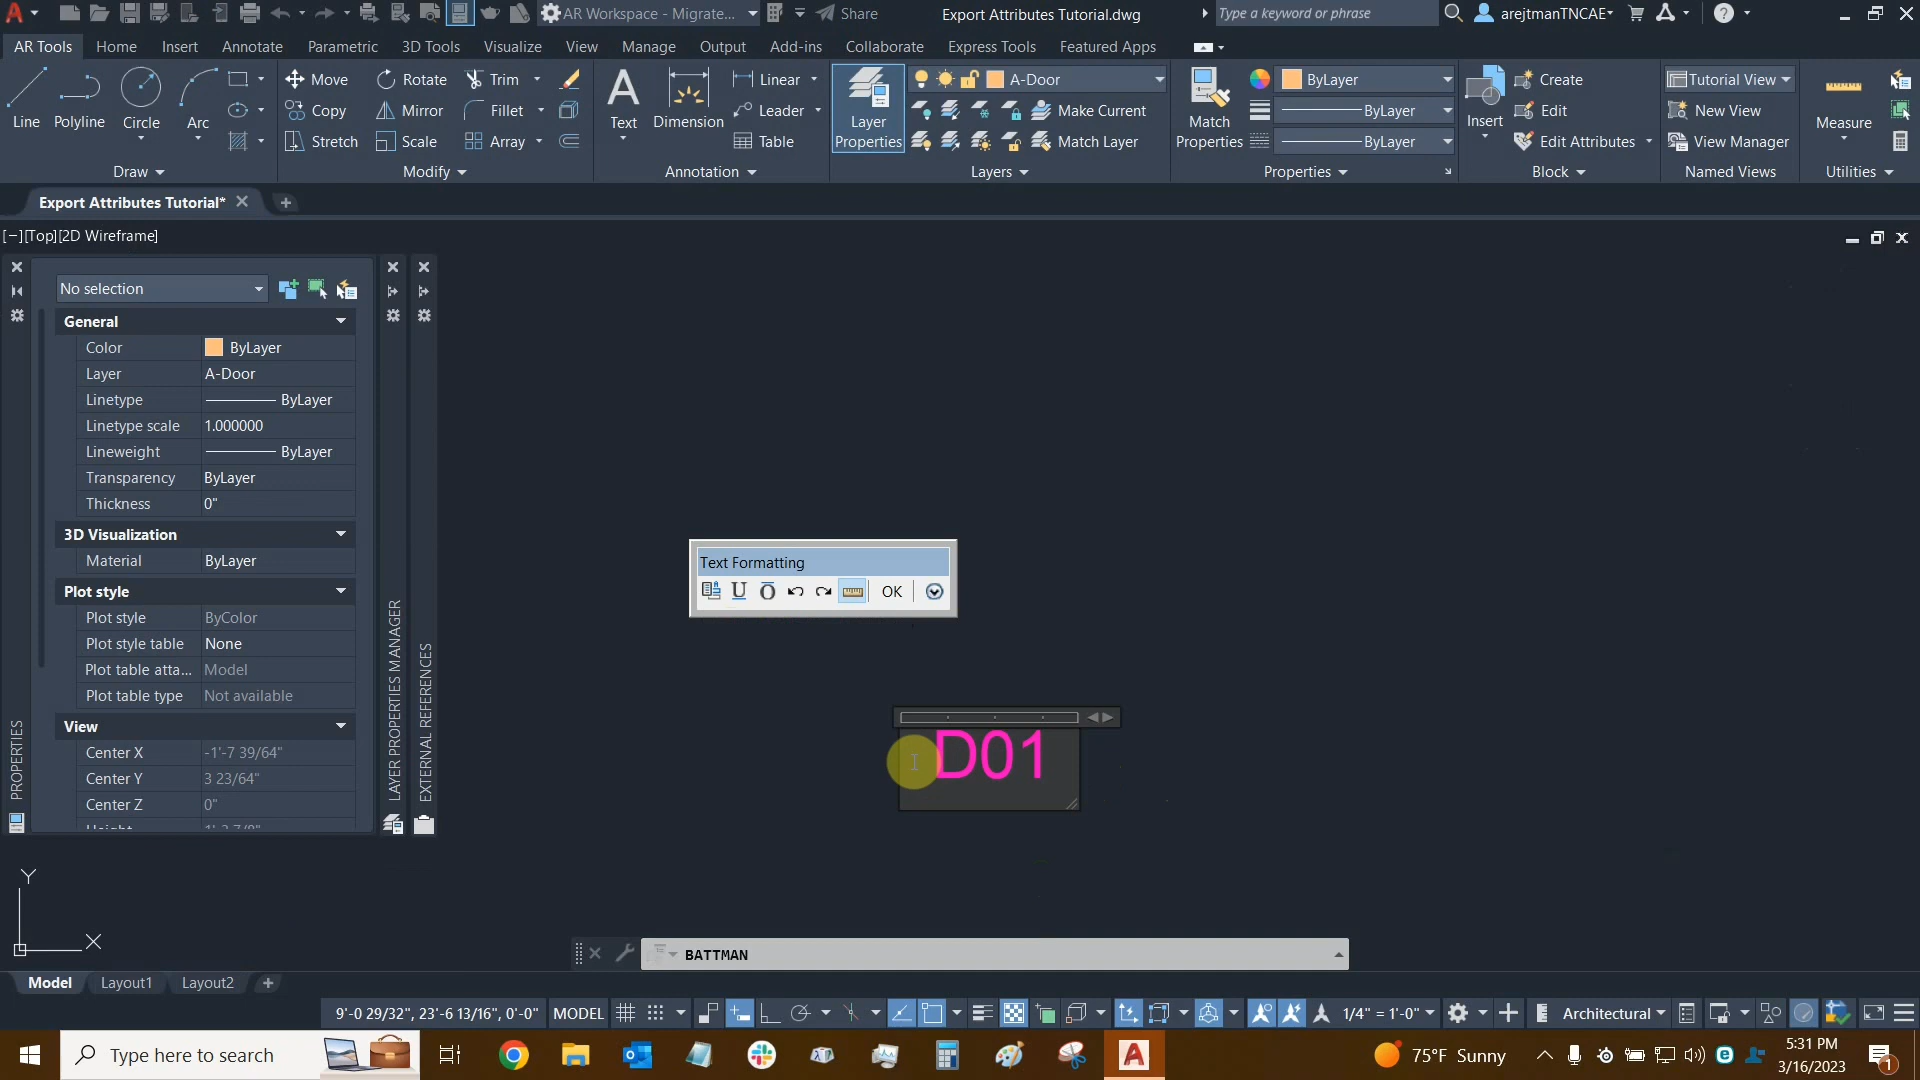 AR Workspace - Migrate...
Share
Export Attributes Tutorial.dwg
Type a keyword or phrase
arejtmanTNCAE
AR Tools
Home
Insert
Annotate
Parametric
3D Tools
Visualize
View
Manage
Output
Add-ins
Collaborate
Express Tools
Featured Apps
Line
Polyline
Circle
Arc
Draw
Move
Rotate
Trim
Copy
Mirror
Fillet
Stretch
Scale
Array
Modify
Text
Dimension
Linear
Leader
Table
Annotation
Layer
Properties
A-Door
Make Current
Match Layer
Layers
Match
Properties
ByLayer
ByLayer
ByLayer
Properties
Insert
Create
Edit
Edit Attributes
Block
Tutorial View
New View
View Manager
Named Views
Measure
Utilities
Export Attributes Tutorial*
[−][Top][2D Wireframe]
No selection
General
Color ByLayer
Layer A-Door
Linetype ByLayer
Linetype scale 1.000000
Lineweight ByLayer
Transparency ByLayer
Thickness 0"
3D Visualization
Material ByLayer
Plot style
Plot style ByColor
Plot style table None
Plot table atta... Model
Plot table type Not available
View
Center X -1'-7 39/64"
Center Y 3 23/64"
Center Z 0"
PROPERTIES
LAYER PROPERTIES MANAGER
EXTERNAL REFERENCES
Text Formatting
OK
D01
Y
X
BATTMAN
Model
Layout1
Layout2
9'-0 29/32", 23'-6 13/16", 0'-0"
MODEL
1/4" = 1'-0"
Architectural
Type here to search
75°F Sunny
5:31 PM
3/16/2023
1